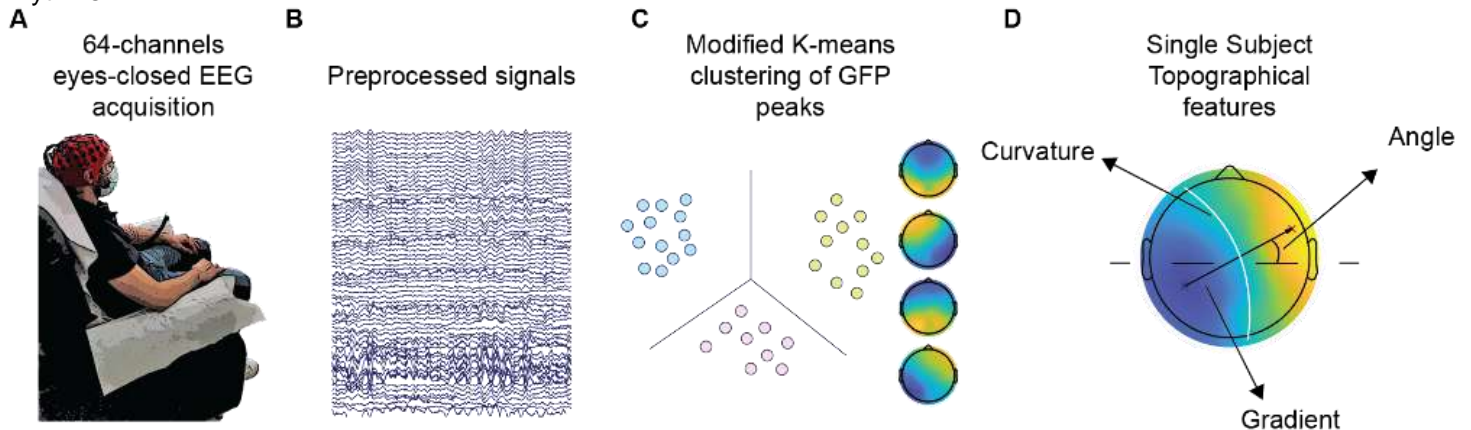 A
64-channels
eyes-closed EEG
acquisition
B
Preprocessed signals
C
Modified K-means
clustering of GFP
peaks
D
Single Subject
Topographical
features
Curvature
Angle
Gradient